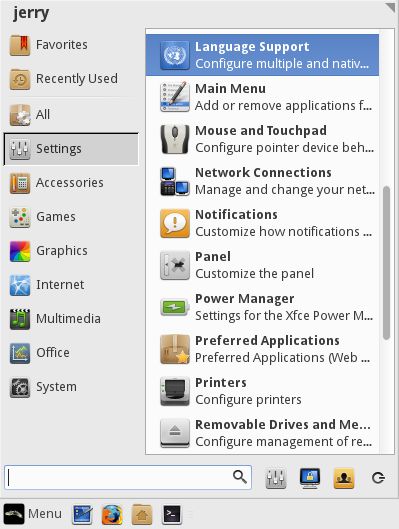 jerry
Favorites
Recently Used
All
Settings
Accessories
Games
Graphics
Internet
Multimedia
Office
System
Language Support
Configure multiple and nativ...
Main Menu
Add or remove applications f...
Mouse and Touchpad
Configure pointer device beh...
Network Connections
Manage and change your net...
Notifications
Customize how notifications ...
Panel
Customize the panel
Power Manager
Settings for the Xfce Power M...
Preferred Applications
Preferred Applications (Web ...
Printers
Configure printers
Removable Drives and Me...
Configure management of re...
Menu